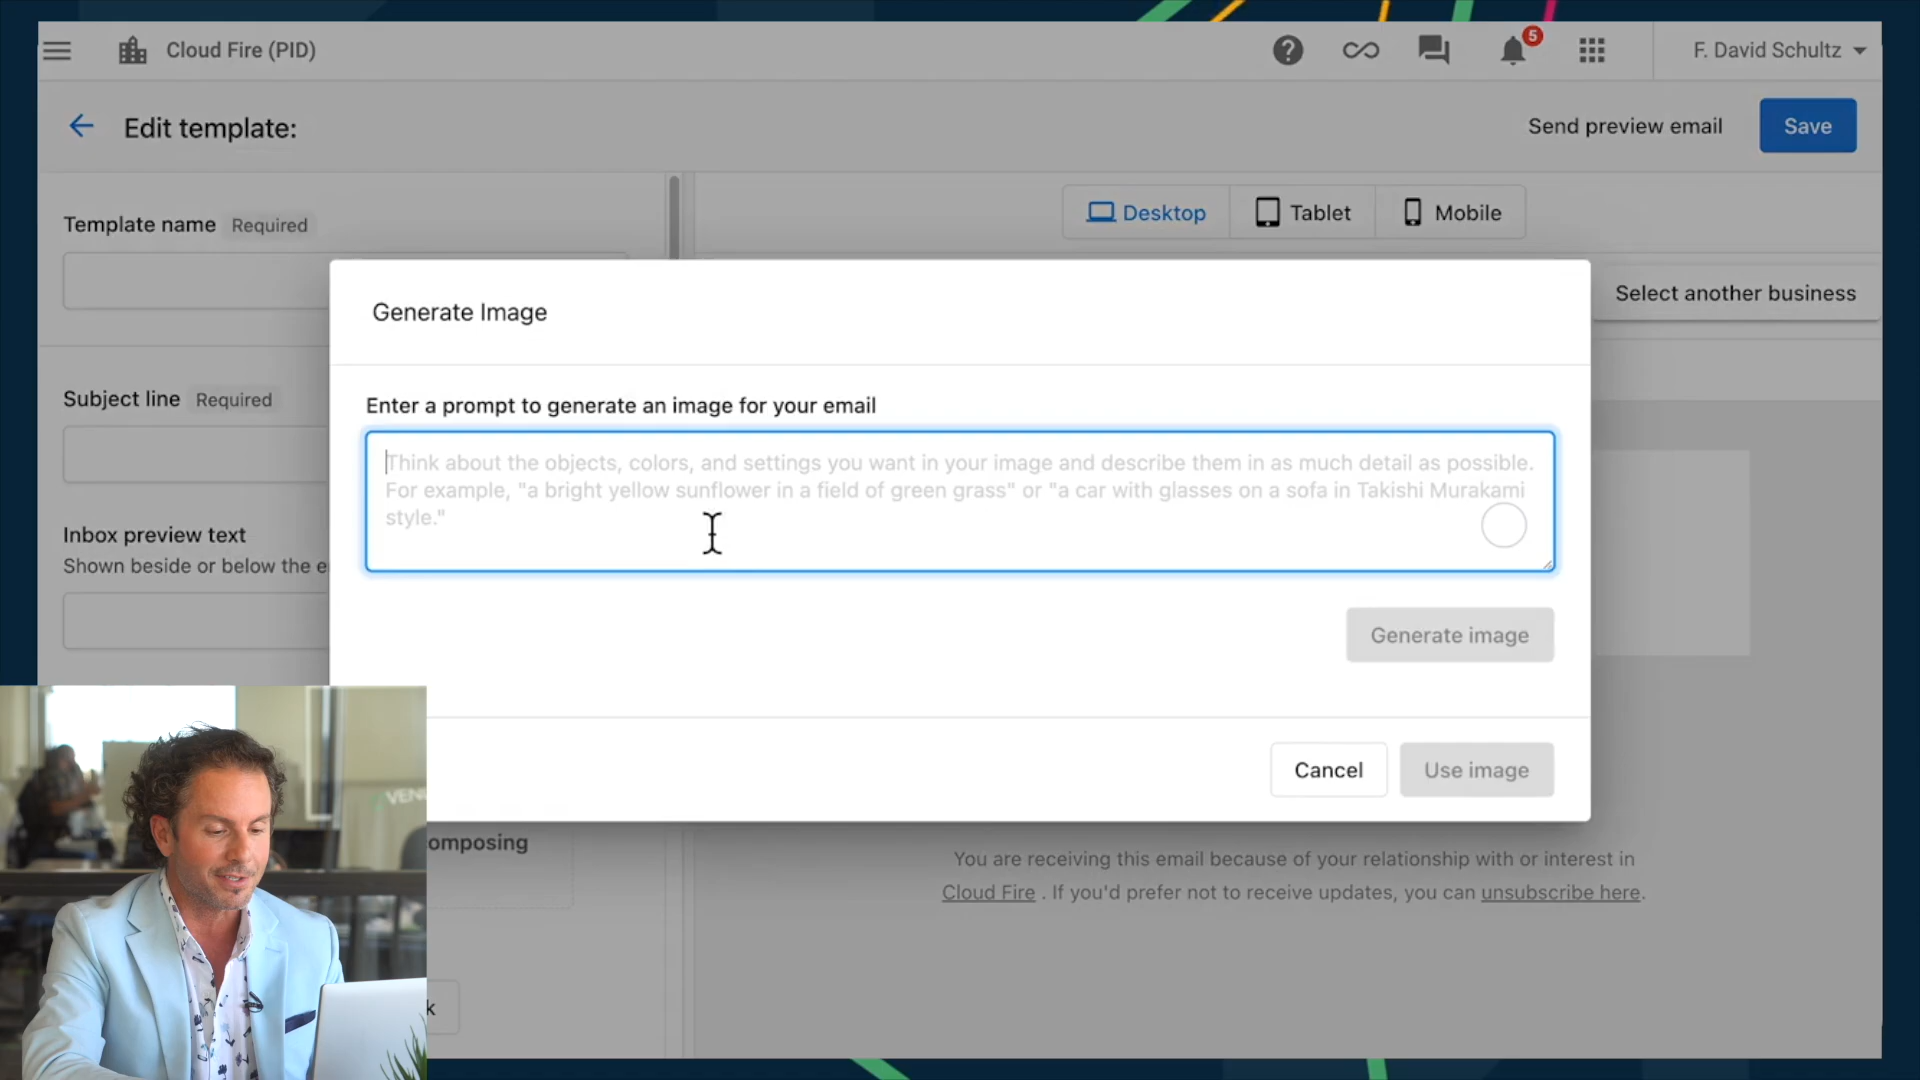 Cloud Fire (PID)
5
F. David Schultz
Edit template:
Send preview email
Save
Template name Required
Desktop
Tablet
Mobile
Select another business
Generate Image
Subject line Required
Enter a prompt to generate an image for your email
Think about the objects, colors, and settings you want in your image and describe them in as much detail as possible.
For example, "a bright yellow sunflower in a field of green grass" or "a car with glasses on a sofa in Takishi Murakami
style."
Inbox preview text
Shown beside or below the e
Generate image
Cancel
Use image
VEN
omposing
You are receiving this email because of your relationship with or interest in
Cloud Fire . If you'd prefer not to receive updates, you can unsubscribe here.
k